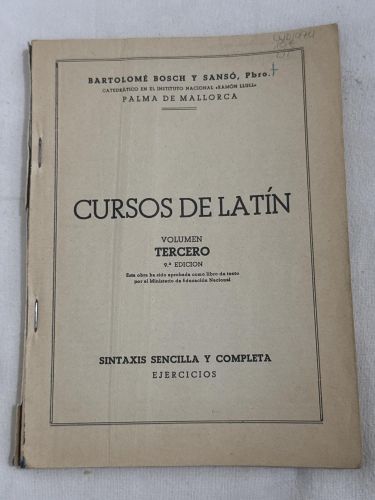 BARTOLOMÉ BOSCH Y SANSÓ, Pbro.
CATEDRÁTICO EN EL INSTITUTO NACIONAL «RAMÓN LLULL»
PALMA DE MALLORCA
CURSOS DE LATÍN
VOLUMEN
TERCERO
9.ª EDICION
Esta obra ha sido aprobada como libro de texto
por el Ministerio de Educación Nacional
SINTAXIS SENCILLA Y COMPLETA
EJERCICIOS